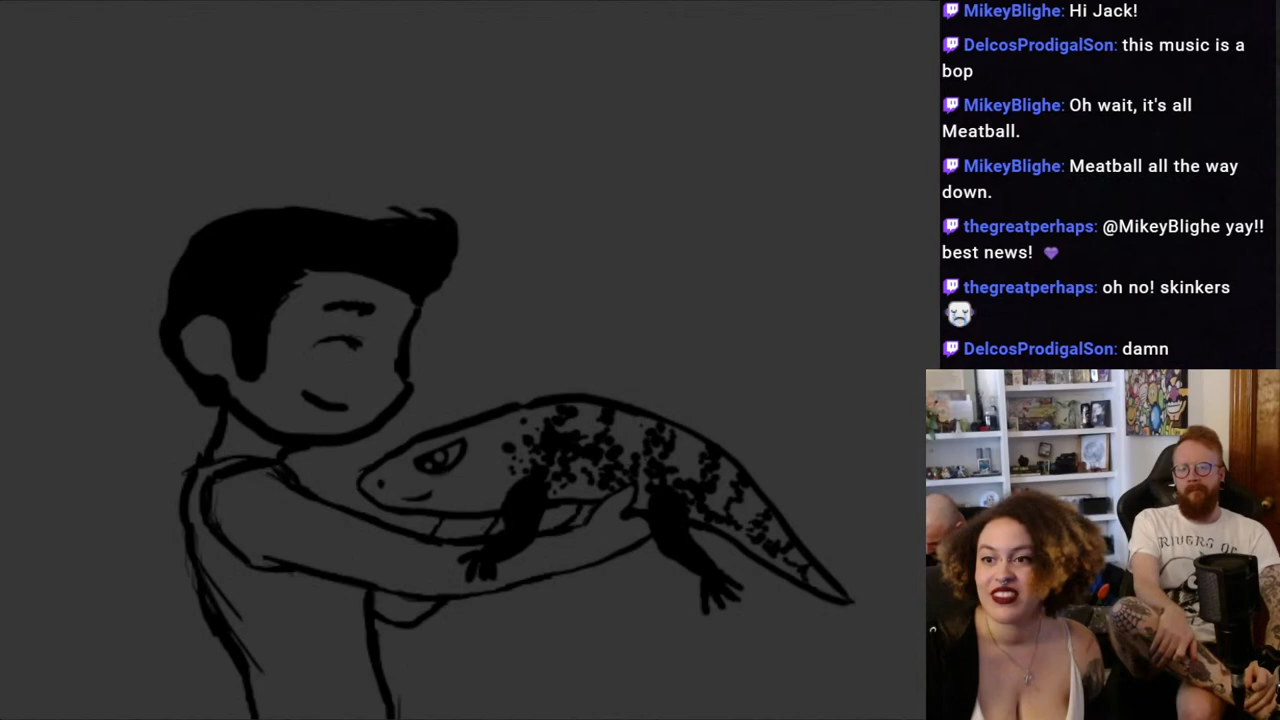 MikeyBlighe: Hi Jack!
DelcosProdigalSon: this music is a
bop
MikeyBlighe: Oh wait, it's all
Meatball.
MikeyBlighe: Meatball all the way
down.
thegreatperhaps: @MikeyBlighe yay!!
best news!
thegreatperhaps: oh no! skinkers
DelcosProdigalSon: damn
RIVERS OF